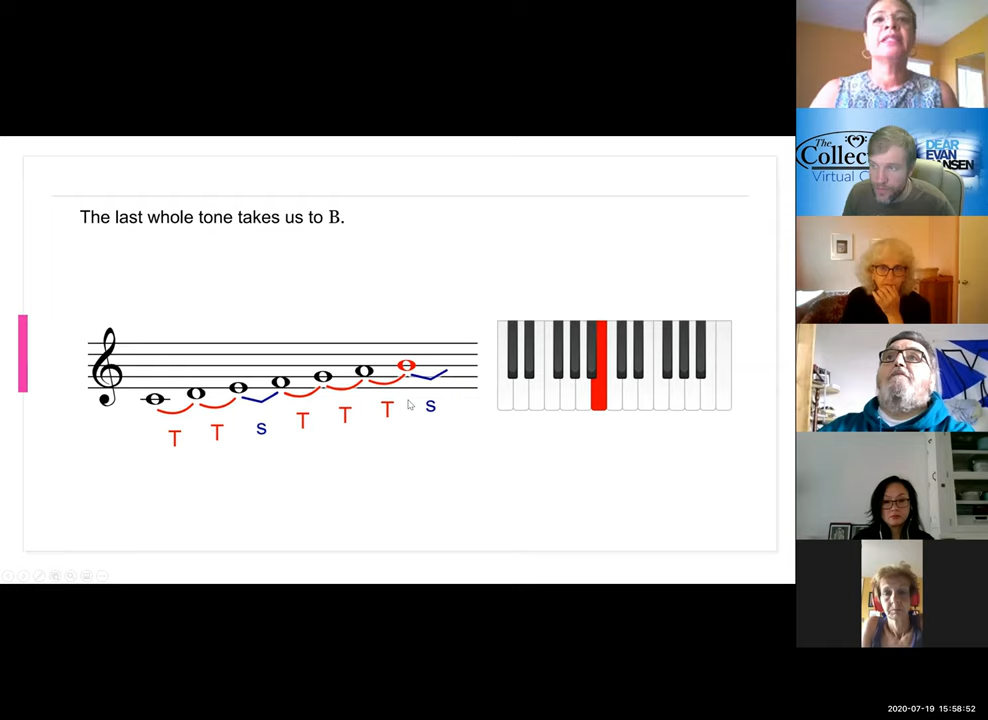 The last whole tone takes us to B.
T T S T T T S
The
Collec
Virtual C
DEAR
EVAN
NSEN
2020-07-19 15:58:52